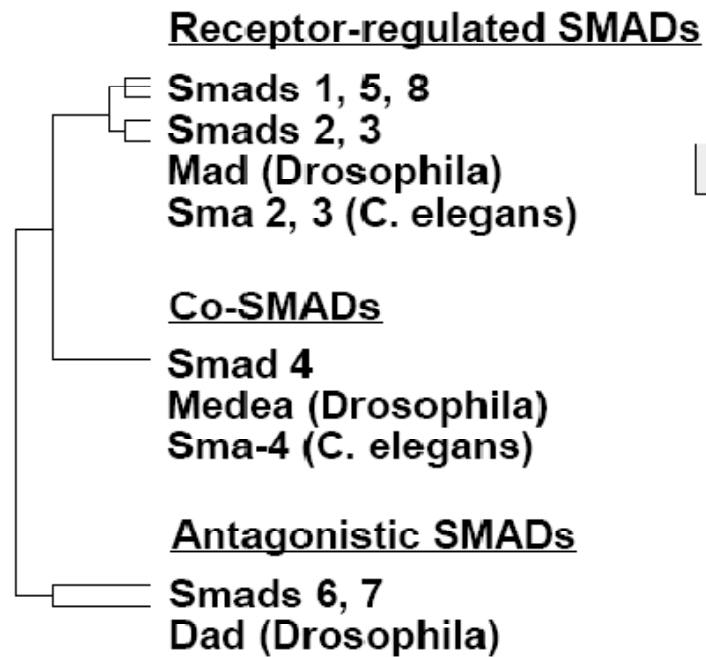 Receptor-regulated SMADs
Smads 1, 5, 8
Smads 2, 3
Mad (Drosophila)
Sma 2, 3 (C. elegans)
Co-SMADs
Smad 4
Medea (Drosophila)
Sma-4 (C. elegans)
Antagonistic SMADs
Smads 6, 7
Dad (Drosophila)